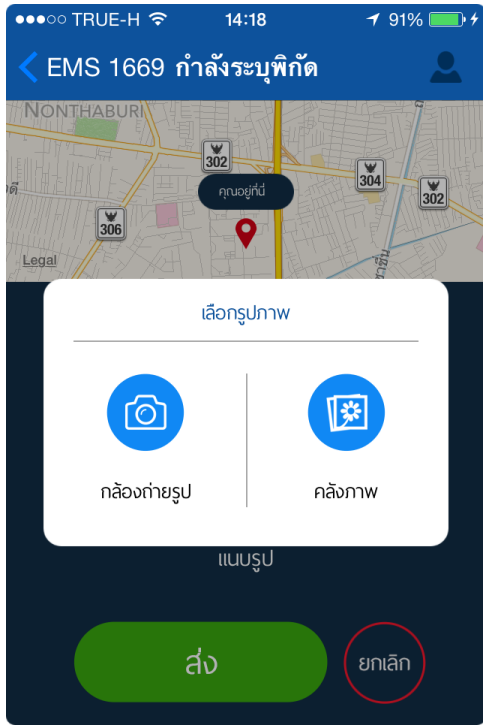 TRUE-H 14:18 91%
EMS 1669 กำลังระบุพิกัด
NONTHABURI
302
คุณอยู่ที่นี่
304
302
306
Legal
เลือกรูปภาพ
กล้องถ่ายรูป คลังภาพ
แนบรูป
ส่ง ยกเลิก